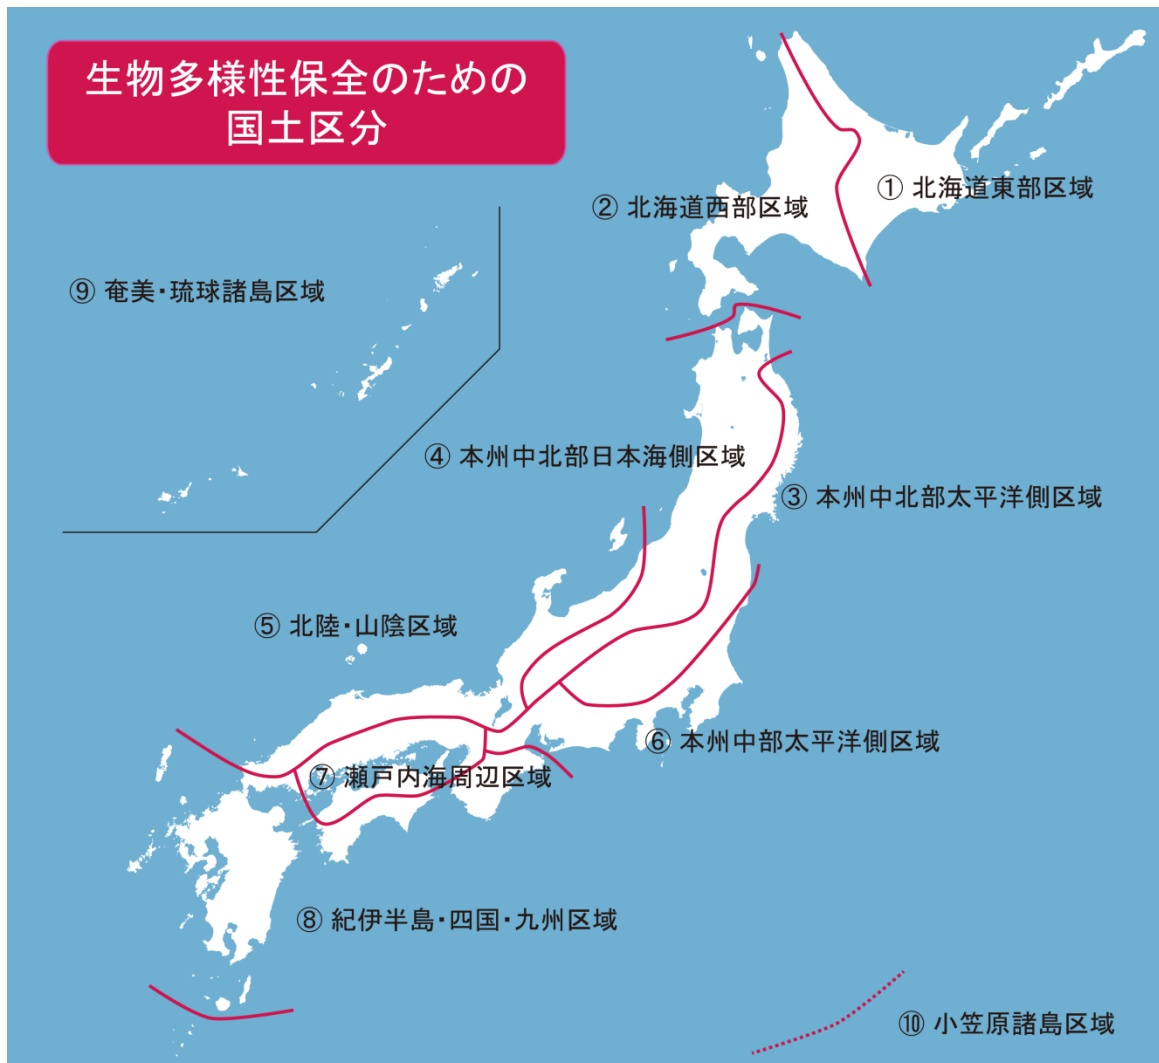 生物多様性保全のための
国土区分
① 北海道東部区域
② 北海道西部区域
⑨ 奄美・琉球諸島区域
④ 本州中北部日本海側区域
③ 本州中北部太平洋側区域
⑤ 北陸・山陰区域
⑥ 本州中部太平洋側区域
⑦ 瀬戸内海周辺区域
⑧ 紀伊半島・四国・九州区域
⑩ 小笠原諸島区域